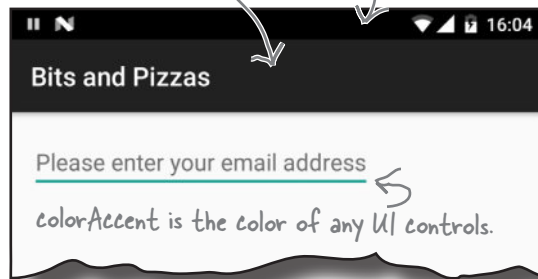 16:04
Bits and Pizzas
Please enter your email address
colorAccent is the color of any UI controls.